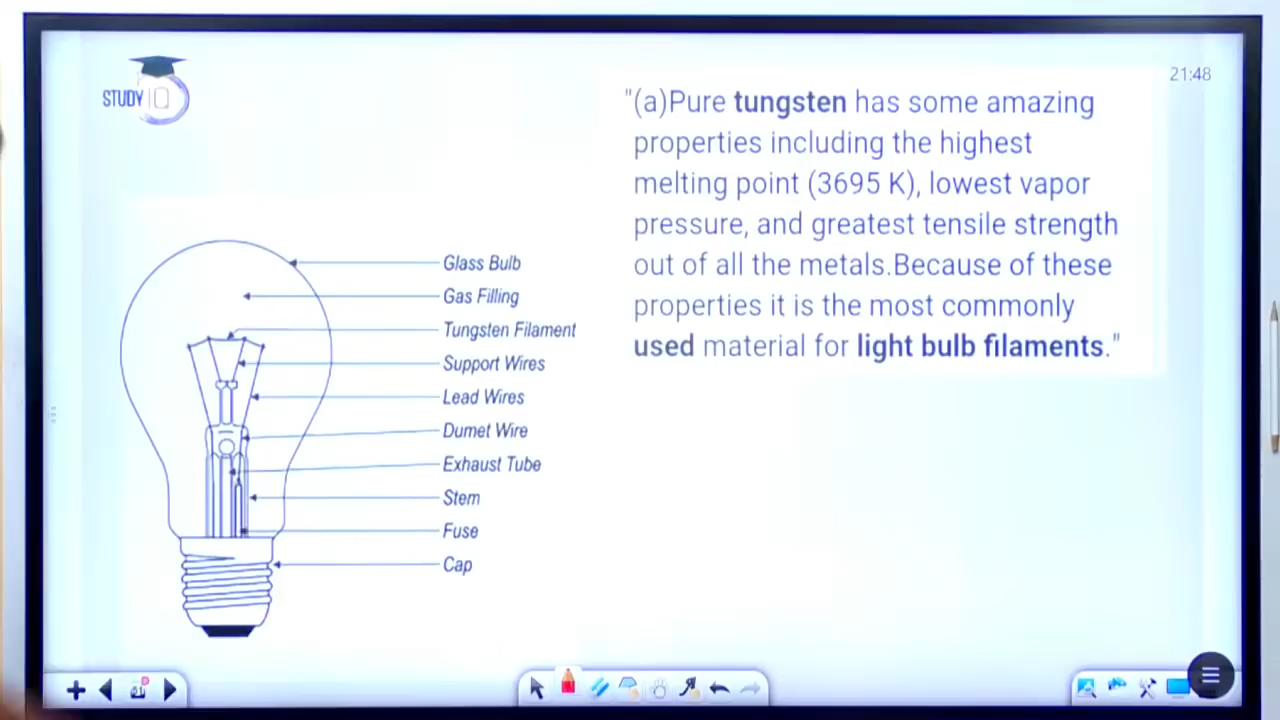 STUDY IQ
21:48
"(a)Pure tungsten has some amazing
properties including the highest
melting point (3695 K), lowest vapor
pressure, and greatest tensile strength
out of all the metals.Because of these
properties it is the most commonly
used material for light bulb filaments."
Glass Bulb
Gas Filling
Tungsten Filament
Support Wires
Lead Wires
Dumet Wire
Exhaust Tube
Stem
Fuse
Cap